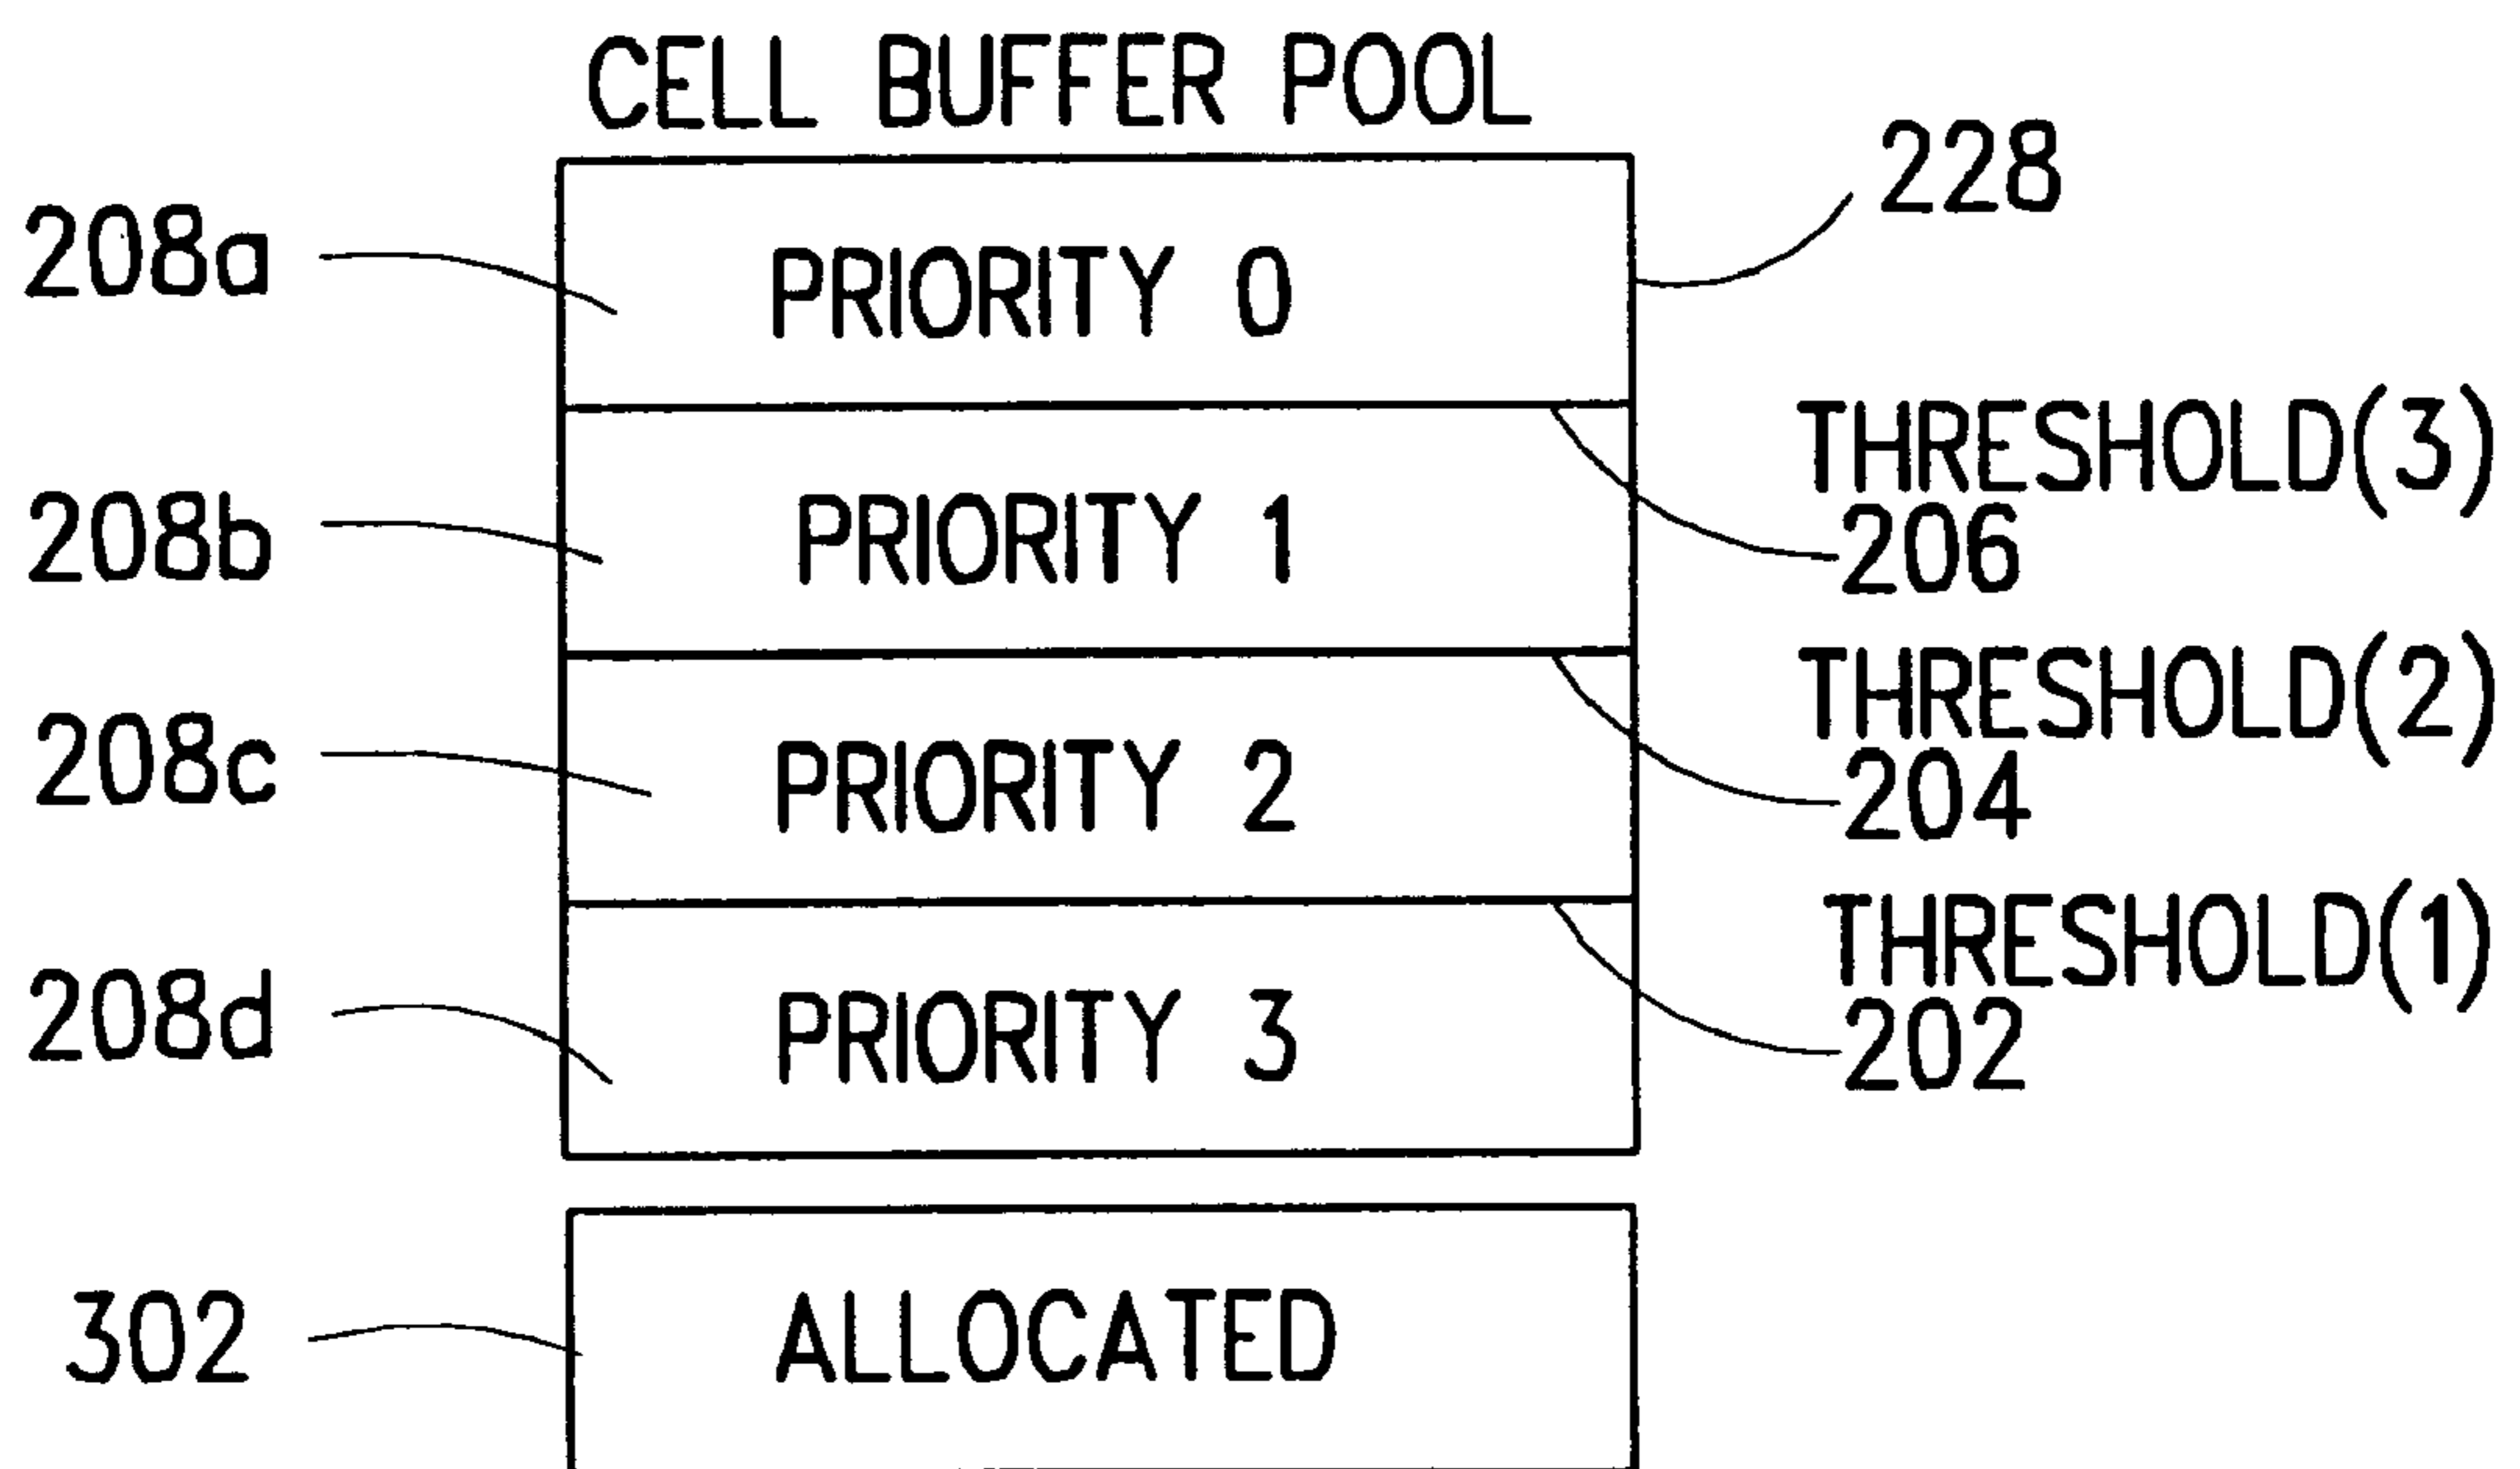 CELL BUFFER POOL
228
208a
PRIORITY 0
THRESHOLD(3)
206
208b
PRIORITY 1
THRESHOLD(2)
204
208c
PRIORITY 2
THRESHOLD(1)
202
208d
PRIORITY 3
302
ALLOCATED